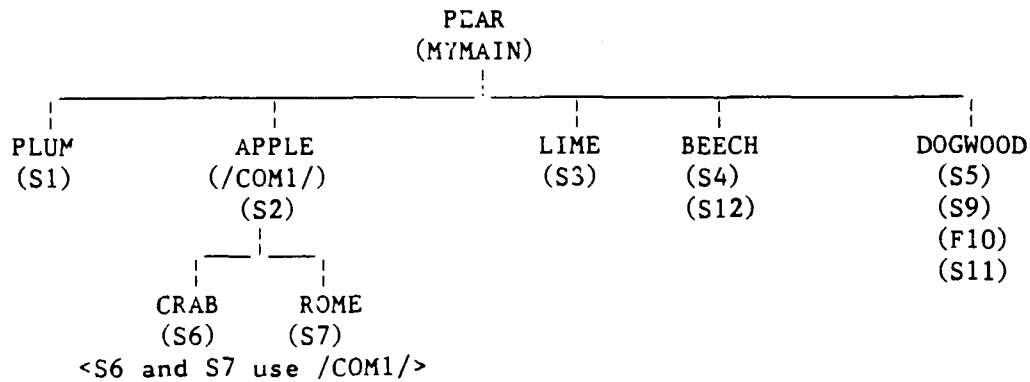 PEAR
(MYMAIN)
PLUM APPLE LIME BEECH DOGWOOD
(S1) (/COM1/) (S3) (S4) (S5)
(S2) (S12) (S9)
(F10)
(S11)
CRAB ROME
(S6) (S7)
<S6 and S7 use /COM1/>